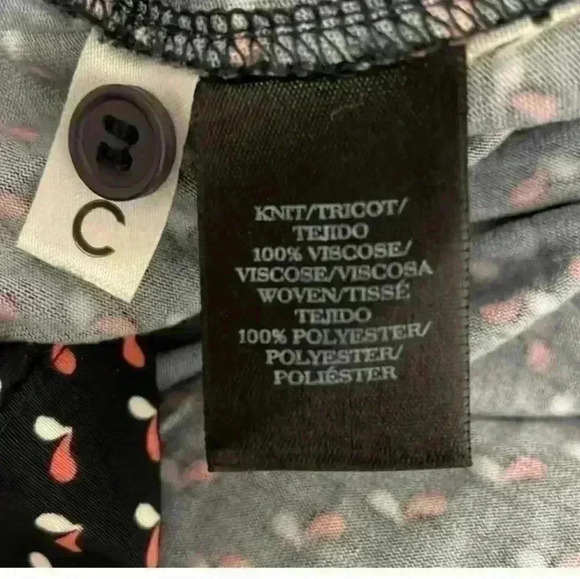 C
KNIT/TRICOT/
TEJIDO
100% VISCOSE/
VISCOSE/VISCOSA
WOVEN/TISSÉ
TEJIDO
100% POLYESTER/
POLYESTER/
POLIÉSTER